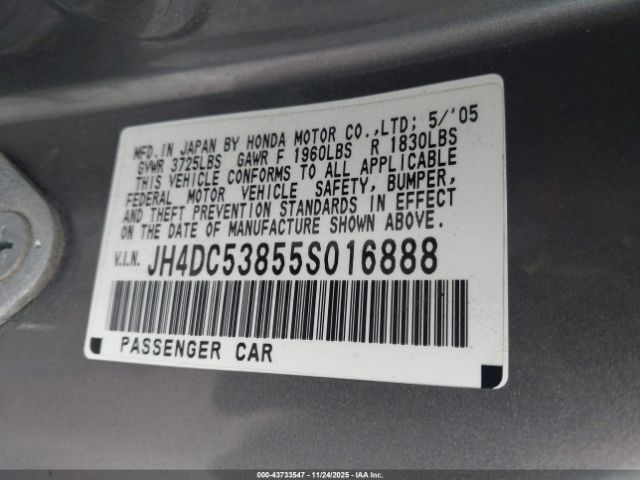 MFD. IN JAPAN BY HONDA MOTOR CO.,LTD; 5/'05
GVWR 3725LBS GAWR F 1960LBS R 1830LBS
THIS VEHICLE CONFORMS TO ALL APPLICABLE
FEDERAL MOTOR VEHICLE SAFETY, BUMPER,
AND THEFT PREVENTION STANDARDS IN EFFECT
ON THE DATE OF MANUFACTURE SHOWN ABOVE.
V.I.N. JH4DC53855S016888
PASSENGER CAR
000-43733547 - 11/24/2025 - IAAI.COM